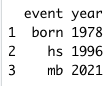 event year
1 born 1978
2 hs 1996
3 mb 2021